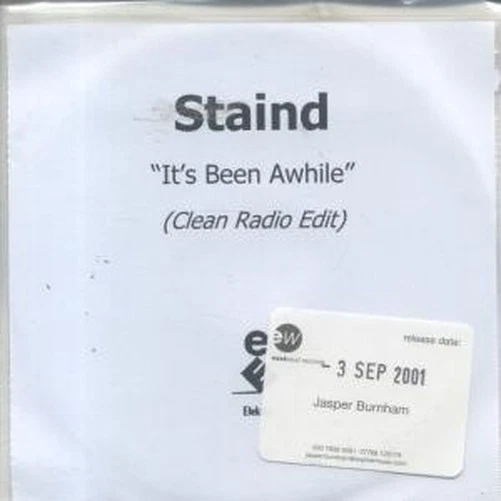 Staind
"It's Been Awhile"
(Clean Radio Edit)
ew
release date:
- 3 SEP 2001
Jasper Burnham